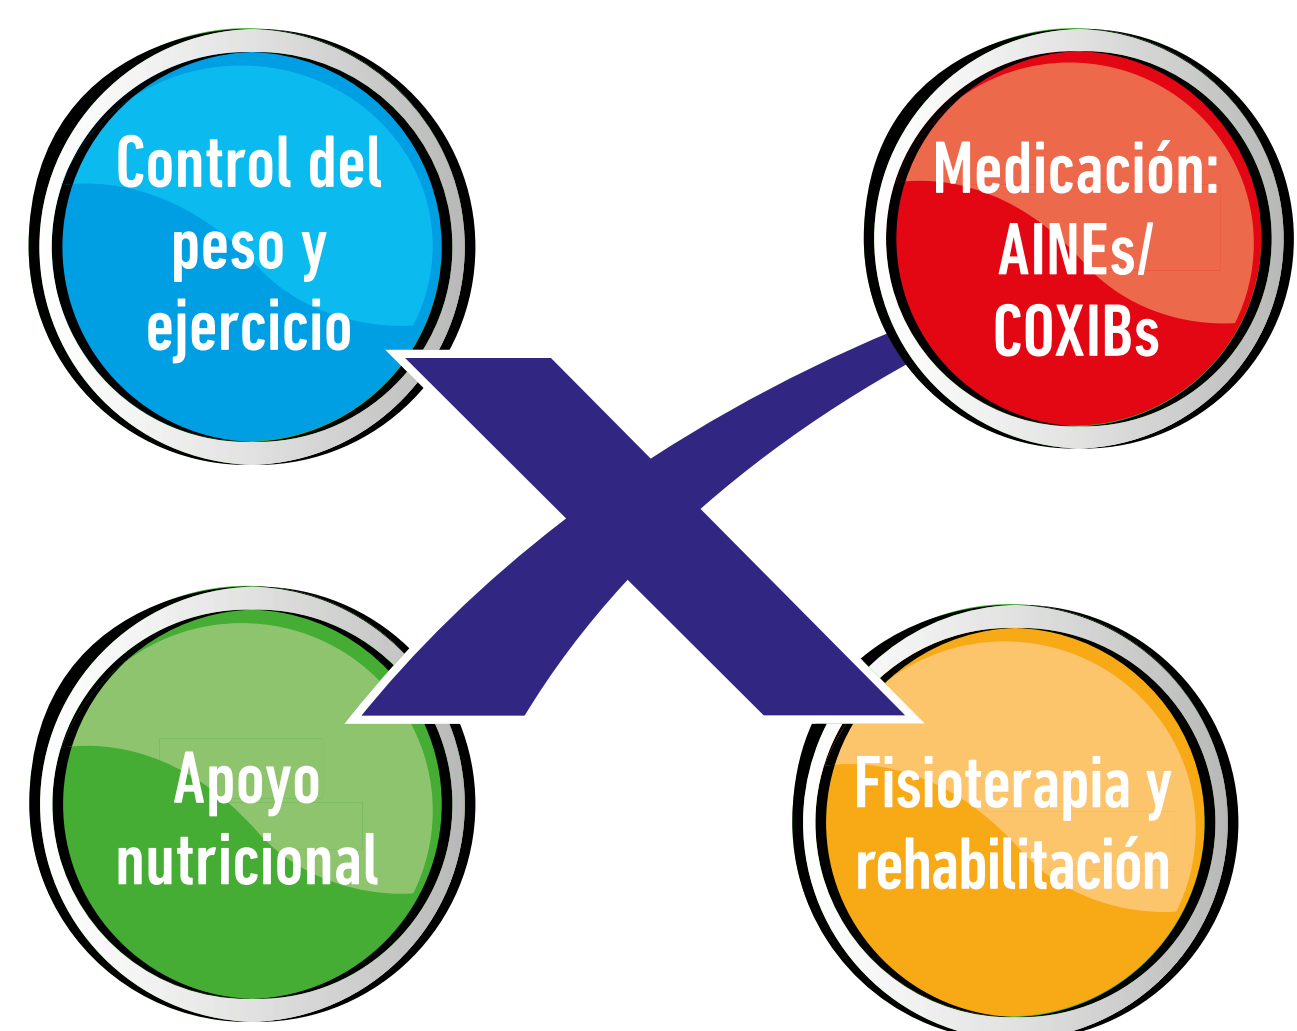 Control del
peso y
ejercicio
Medicación:
AINEs/
COXIBs
Apoyo
nutricional
Fisioterapia y
rehabilitación